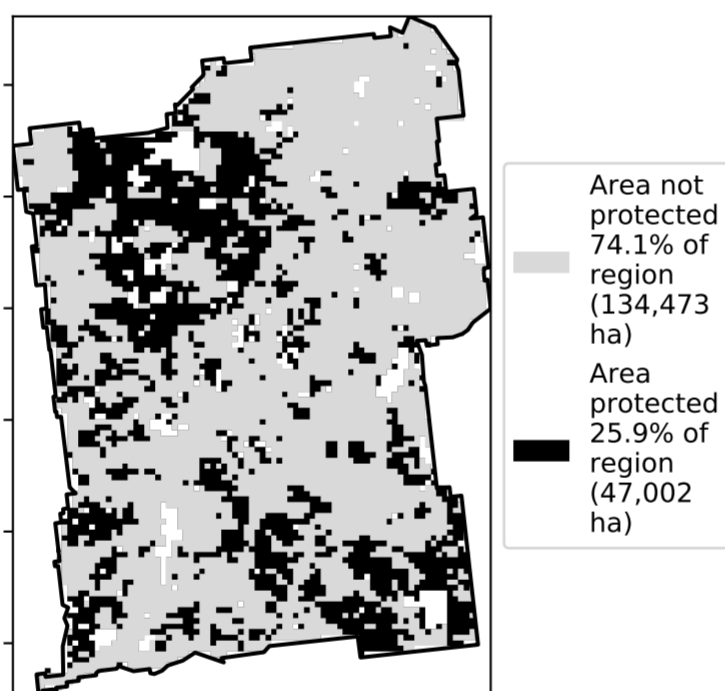 Area not
protected
74.1% of
region
(134,473
ha)
Area
protected
25.9% of
region
(47,002
ha)